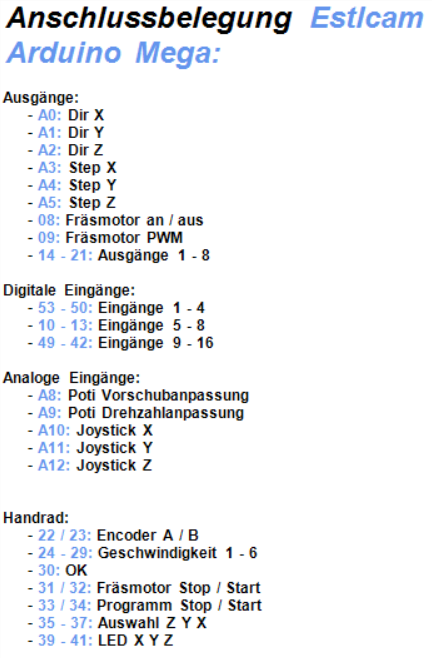 Anschlussbelegung Estlcam
Arduino Mega:
Ausgänge:
- A0: Dir X
- A1: Dir Y
- A2: Dir Z
- A3: Step X
- A4: Step Y
- A5: Step Z
- 08: Fräsmotor an / aus
- 09: Fräsmotor PWM
- 14 - 21: Ausgänge 1 - 8
Digitale Eingänge:
- 53 - 50: Eingänge 1 - 4
- 10 - 13: Eingänge 5 - 8
- 49 - 42: Eingänge 9 - 16
Analoge Eingänge:
- A8: Poti Vorschubanpassung
- A9: Poti Drehzahlanpassung
- A10: Joystick X
- A11: Joystick Y
- A12: Joystick Z
Handrad:
- 22 / 23: Encoder A / B
- 24 - 29: Geschwindigkeit 1 - 6
- 30: OK
- 31 / 32: Fräsmotor Stop / Start
- 33 / 34: Programm Stop / Start
- 35 - 37: Auswahl Z Y X
- 39 - 41: LED X Y Z